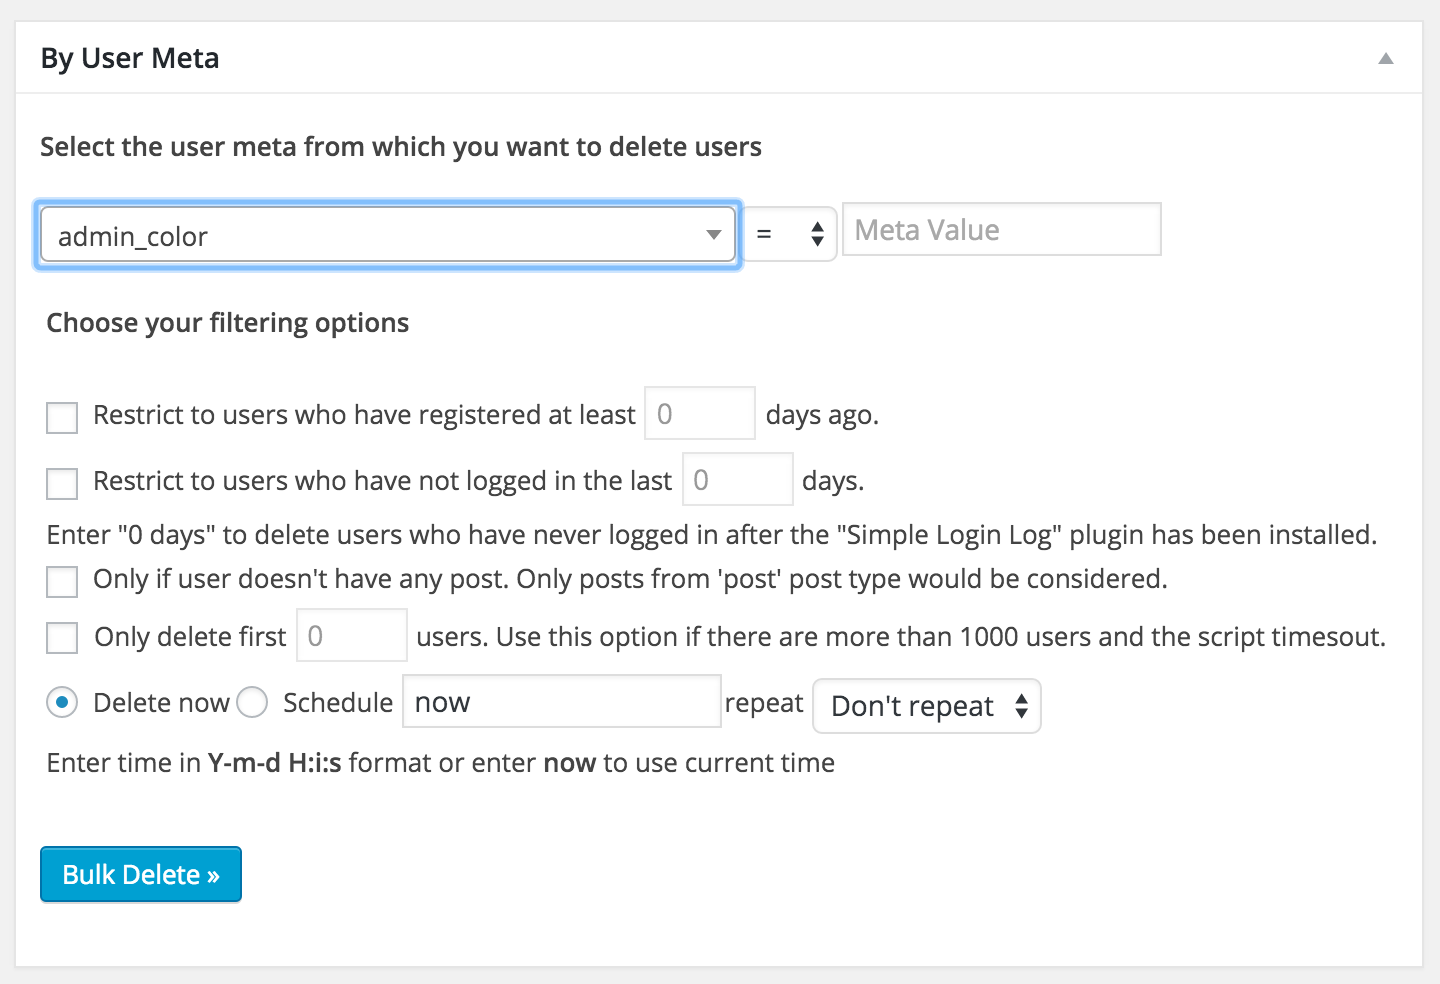 By User Meta
Select the user meta from which you want to delete users
admin_color = Meta Value
Choose your filtering options
Restrict to users who have registered at least 0 days ago.
Restrict to users who have not logged in the last 0 days.
Enter "0 days" to delete users who have never logged in after the "Simple Login Log" plugin has been installed.
Only if user doesn't have any post. Only posts from 'post' post type would be considered.
Only delete first 0 users. Use this option if there are more than 1000 users and the script timesout.
Delete now Schedule now repeat Don't repeat
Enter time in Y-m-d H:i:s format or enter now to use current time
Bulk Delete »